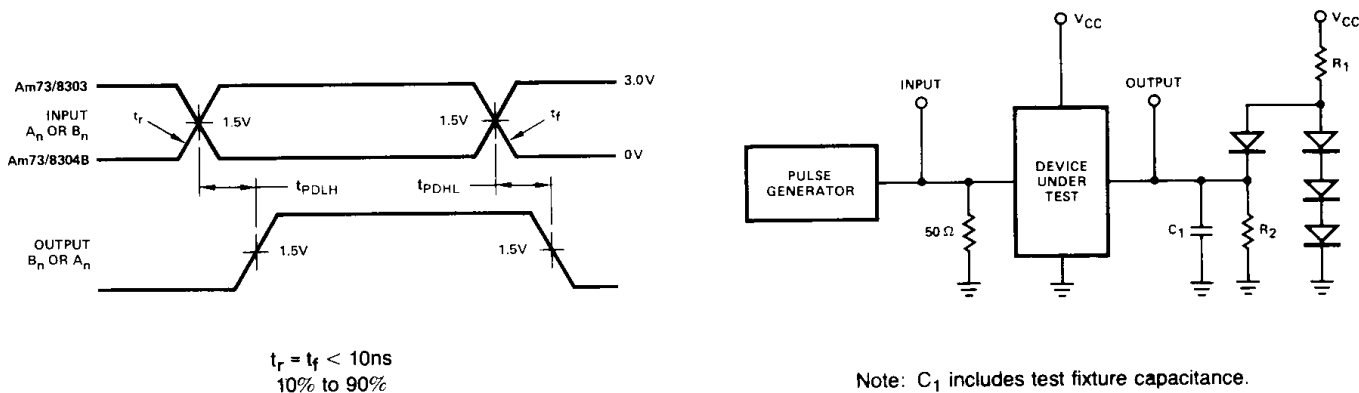 Am73/8303
INPUT
An OR Bn
Am73/8304B
tr
1.5V
1.5V
tf
3.0V
0V
tPDLH
tPDHL
OUTPUT
Bn OR An
1.5V
1.5V
tr = tf < 10ns
10% to 90%
VCC
VCC
R1
INPUT
OUTPUT
PULSE
GENERATOR
DEVICE
UNDER
TEST
50 Ω
C1
R2
Note: C1 includes test fixture capacitance.